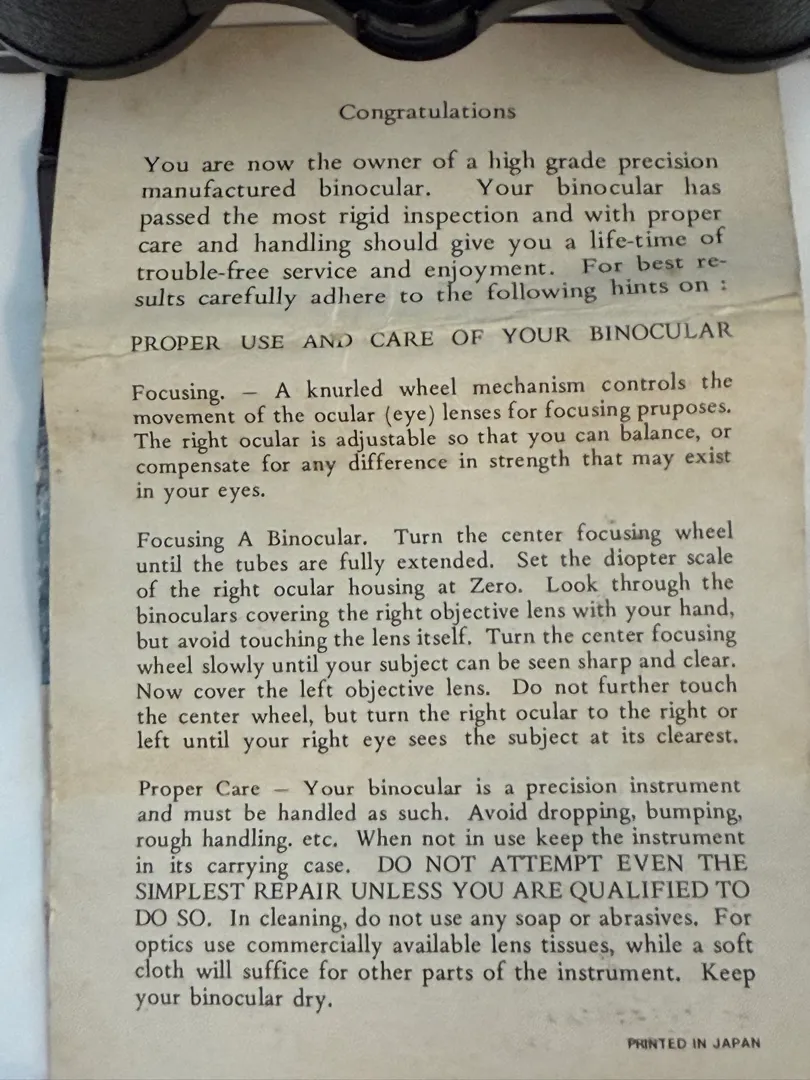 Congratulations
You are now the owner of a high grade precision
manufactured binocular. Your binocular has
passed the most rigid inspection and with proper
care and handling should give you a life-time of
trouble-free service and enjoyment. For best re-
sults carefully adhere to the following hints on :
PROPER USE AND CARE OF YOUR BINOCULAR
Focusing. — A knurled wheel mechanism controls the
movement of the ocular (eye) lenses for focusing pruposes.
The right ocular is adjustable so that you can balance, or
compensate for any difference in strength that may exist
in your eyes.
Focusing A Binocular. Turn the center focusing wheel
until the tubes are fully extended. Set the diopter scale
of the right ocular housing at Zero. Look through the
binoculars covering the right objective lens with your hand,
but avoid touching the lens itself. Turn the center focusing
wheel slowly until your subject can be seen sharp and clear.
Now cover the left objective lens. Do not further touch
the center wheel, but turn the right ocular to the right or
left until your right eye sees the subject at its clearest.
Proper Care — Your binocular is a precision instrument
and must be handled as such. Avoid dropping, bumping,
rough handling. etc. When not in use keep the instrument
in its carrying case. DO NOT ATTEMPT EVEN THE
SIMPLEST REPAIR UNLESS YOU ARE QUALIFIED TO
DO SO. In cleaning, do not use any soap or abrasives. For
optics use commercially available lens tissues, while a soft
cloth will suffice for other parts of the instrument. Keep
your binocular dry.
PRINTED IN JAPAN